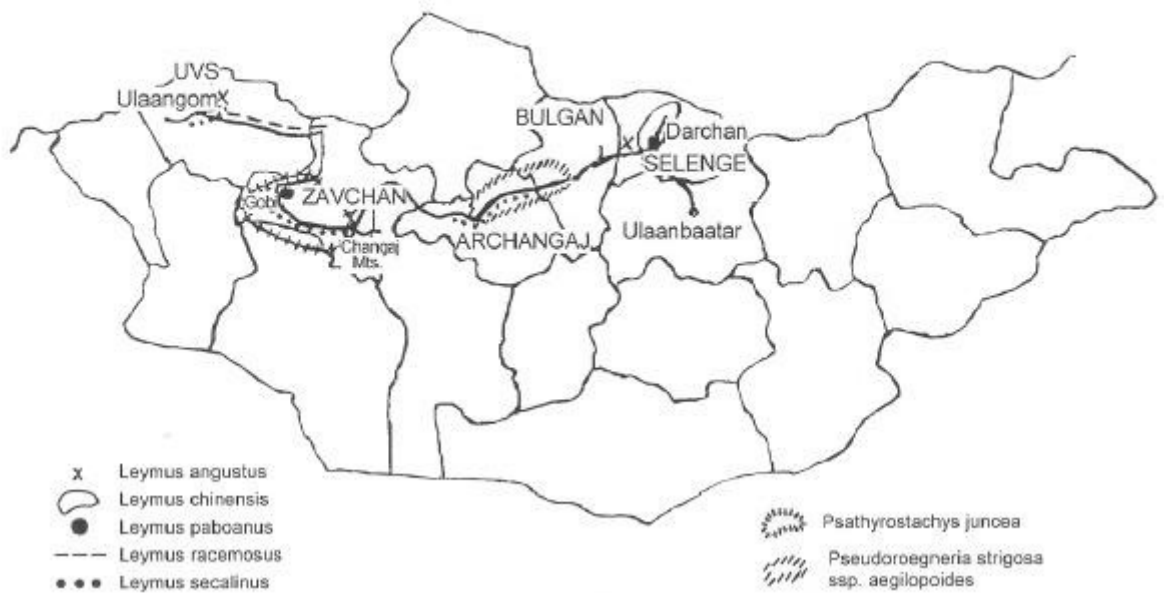 UVS
Ulaangom
BULGAN
Darchan
SELENGE
Gobi
ZAVCHAN
Changaj
Mts.
ARCHANGAJ
Ulaanbaatar
x Leymus angustus
Leymus chinensis
Leymus paboanus
Leymus racemosus
Leymus secalinus
Psathyrostachys juncea
Pseudoroegneria strigosa
ssp. aegilopoides